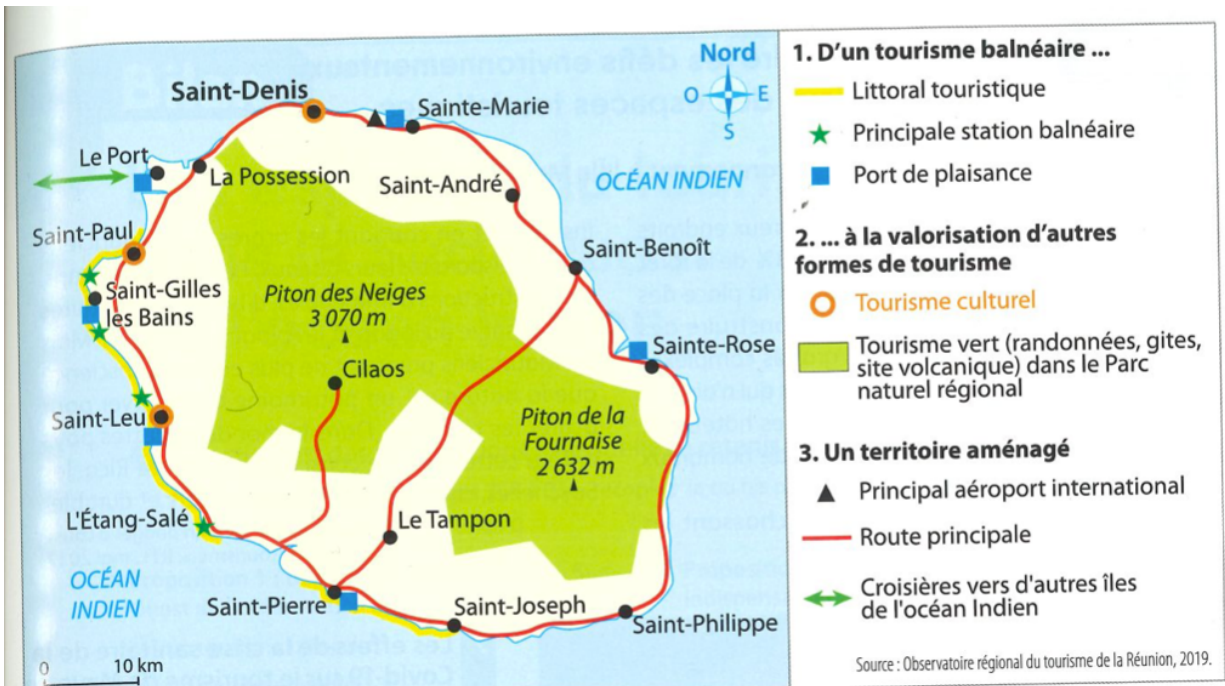 Nord
O
E
S
Saint-Denis
Sainte-Marie
Le Port
La Possession
Saint-André
OCÉAN INDIEN
Saint-Paul
Saint-Benoît
Saint-Gilles
les Bains
Piton des Neiges
3 070 m
Sainte-Rose
Cilaos
Saint-Leu
Piton de la
Fournaise
2 632 m
L'Étang-Salé
Le Tampon
OCÉAN
INDIEN
Saint-Pierre
Saint-Joseph
Saint-Philippe
0
10 km
1. D'un tourisme balnéaire ...
Littoral touristique
Principale station balnéaire
Port de plaisance
2. ... à la valorisation d'autres
formes de tourisme
Tourisme culturel
Tourisme vert (randonnées, gites,
site volcanique) dans le Parc
naturel régional
3. Un territoire aménagé
Principal aéroport international
Route principale
Croisières vers d'autres îles
de l'océan Indien
Source : Observatoire régional du tourisme de la Réunion, 2019.